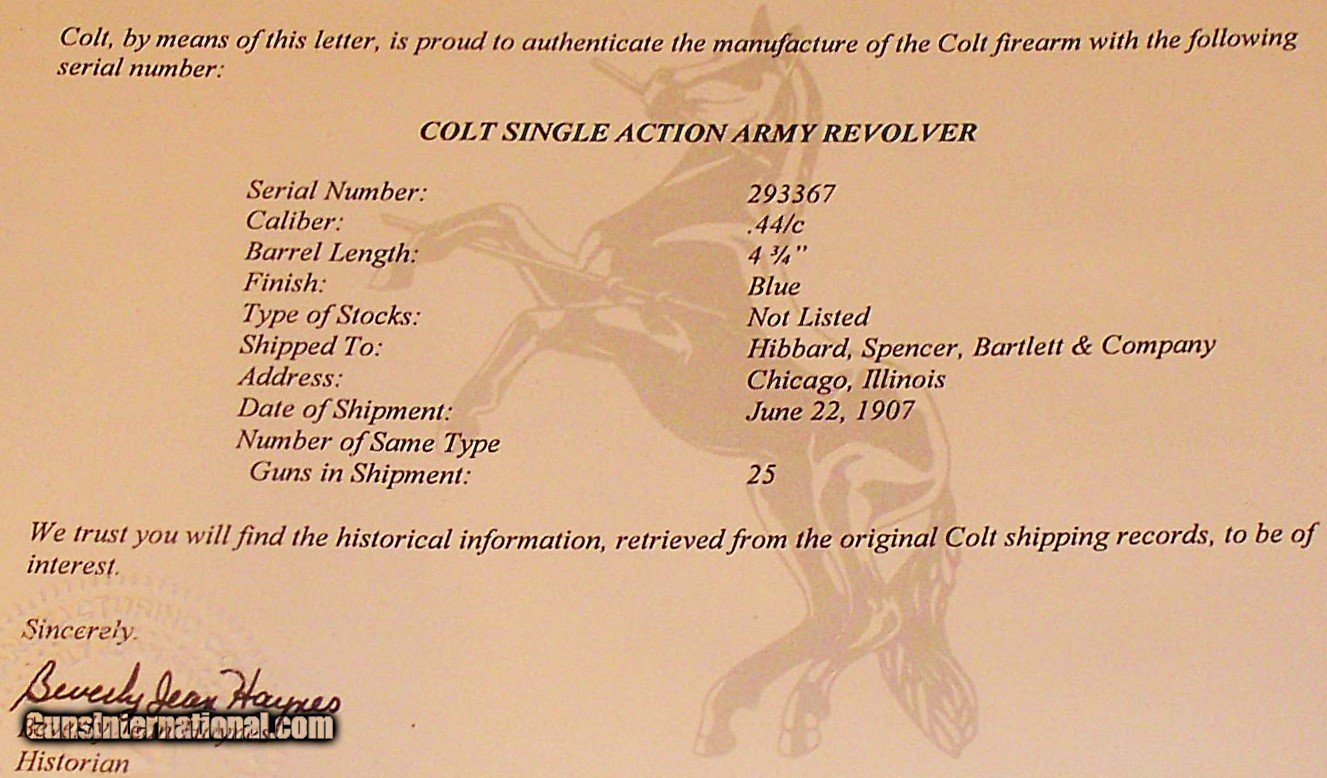 Colt, by means of this letter, is proud to authenticate the manufacture of the Colt firearm with the following
serial number:
COLT SINGLE ACTION ARMY REVOLVER
Serial Number: 293367
Caliber: .44/c
Barrel Length: 4 ¾"
Finish: Blue
Type of Stocks: Not Listed
Shipped To: Hibbard, Spencer, Bartlett & Company
Address: Chicago, Illinois
Date of Shipment: June 22, 1907
Number of Same Type
Guns in Shipment: 25
We trust you will find the historical information, retrieved from the original Colt shipping records, to be of
interest.
Sincerely,
Beverly Jean Haynes
GunsInternational.com
Historian